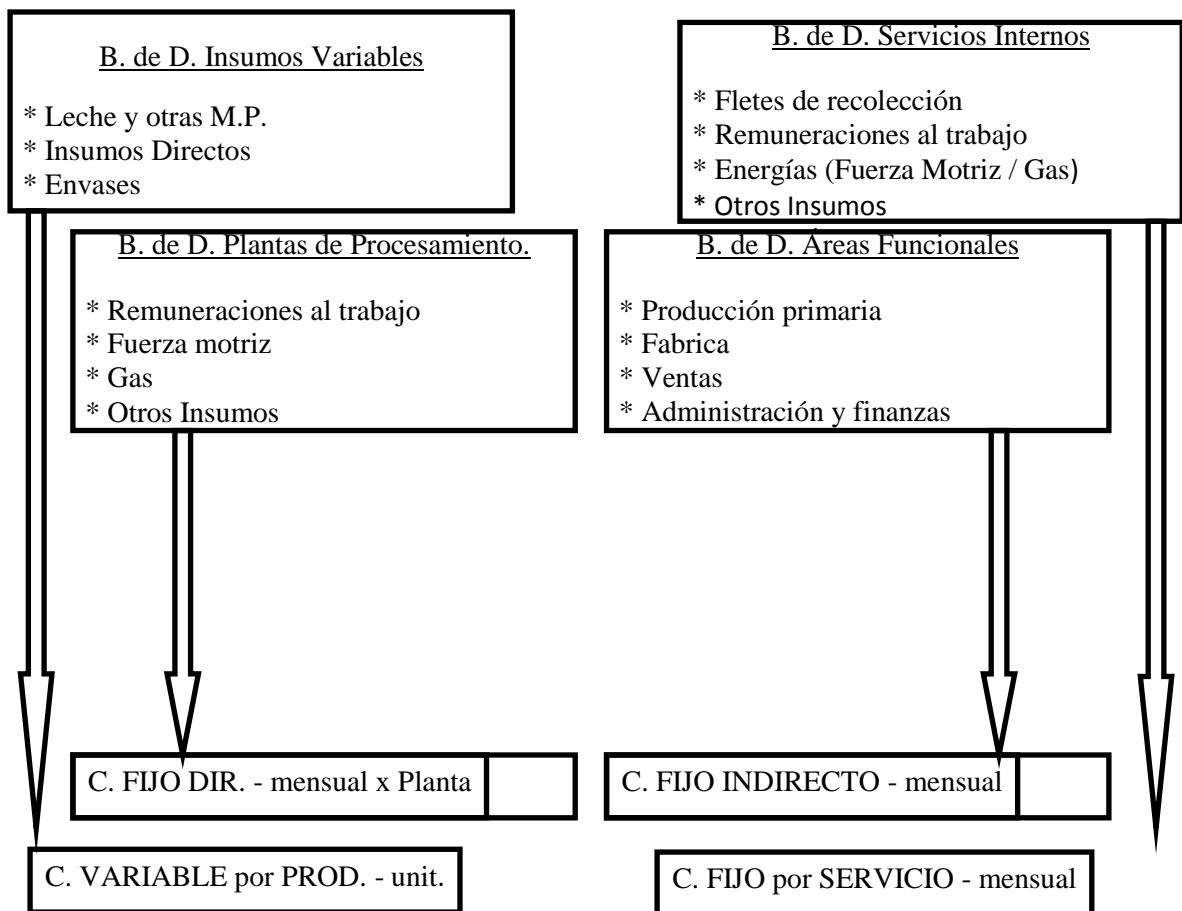 B. de D. Insumos Variables
* Leche y otras M.P.
* Insumos Directos
* Envases
B. de D. Servicios Internos
* Fletes de recolección
* Remuneraciones al trabajo
* Energías (Fuerza Motriz / Gas)
* Otros Insumos
B. de D. Plantas de Procesamiento.
* Remuneraciones al trabajo
* Fuerza motriz
* Gas
* Otros Insumos
B. de D. Áreas Funcionales
* Producción primaria
* Fabrica
* Ventas
* Administración y finanzas
C. FIJO DIR. - mensual x Planta
C. FIJO INDIRECTO - mensual
C. VARIABLE por PROD. - unit.
C. FIJO por SERVICIO - mensual